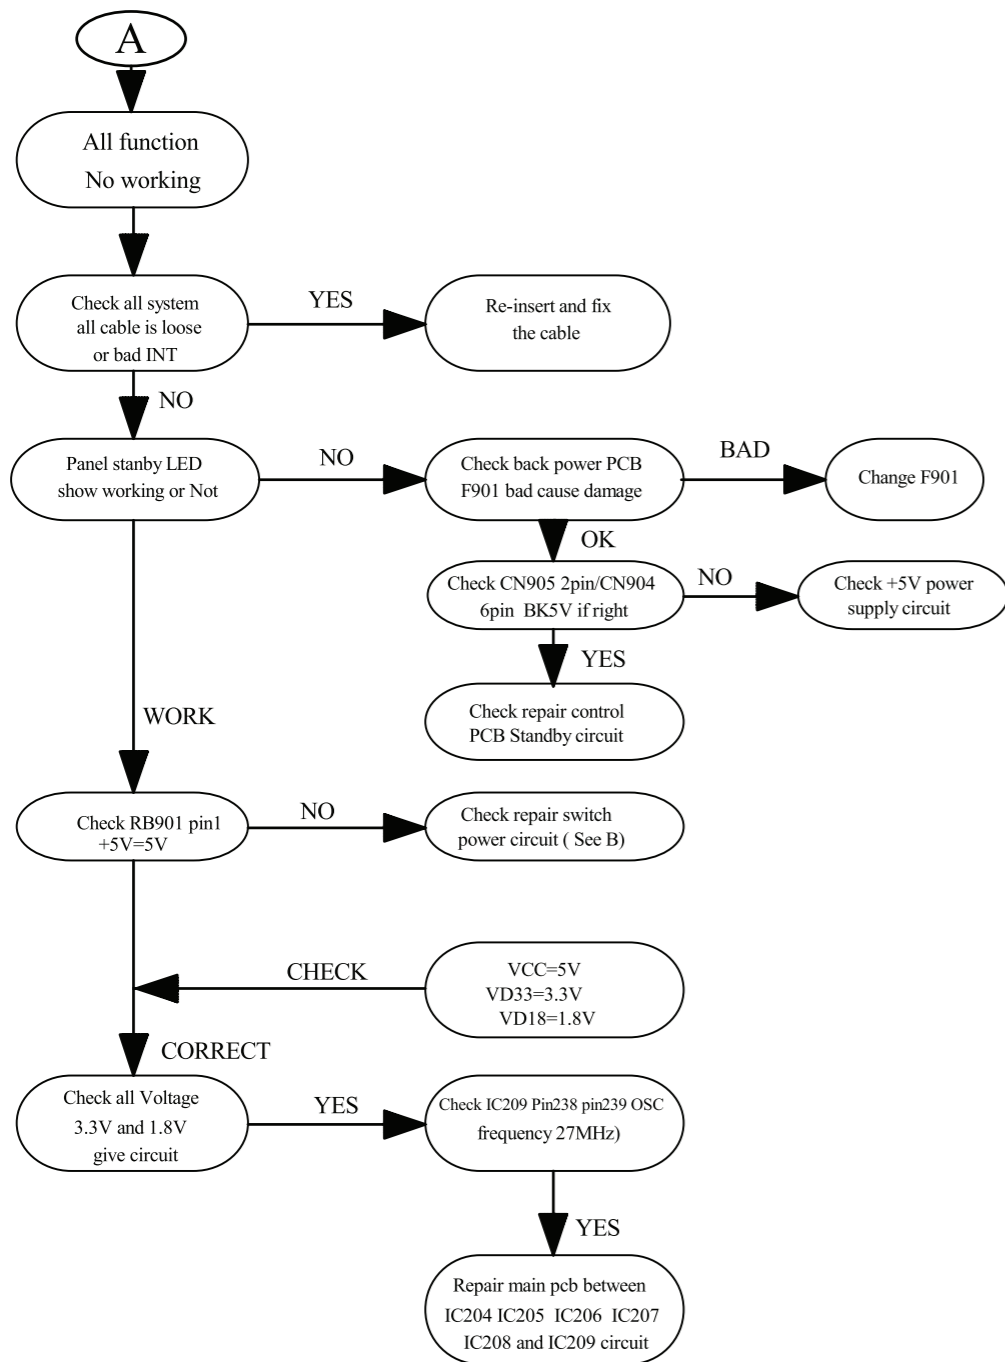 A
All function
No working
Check all system
all cable is loose
or bad INT
YES
Re-insert and fix
the cable
NO
Panel stanby LED
show working or Not
NO
Check back power PCB
F901 bad cause damage
BAD
Change F901
OK
Check CN905 2pin/CN904
6pin BK5V if right
NO
Check +5V power
supply circuit
YES
Check repair control
PCB Standby circuit
WORK
Check RB901 pin1
+5V=5V
NO
Check repair switch
power circuit ( See B)
CHECK
VCC=5V
VD33=3.3V
VD18=1.8V
CORRECT
Check all Voltage
3.3V and 1.8V
give circuit
YES
Check IC209 Pin238 pin239 OSC
frequency 27MHz)
YES
Repair main pcb between
IC204 IC205 IC206 IC207
IC208 and IC209 circuit